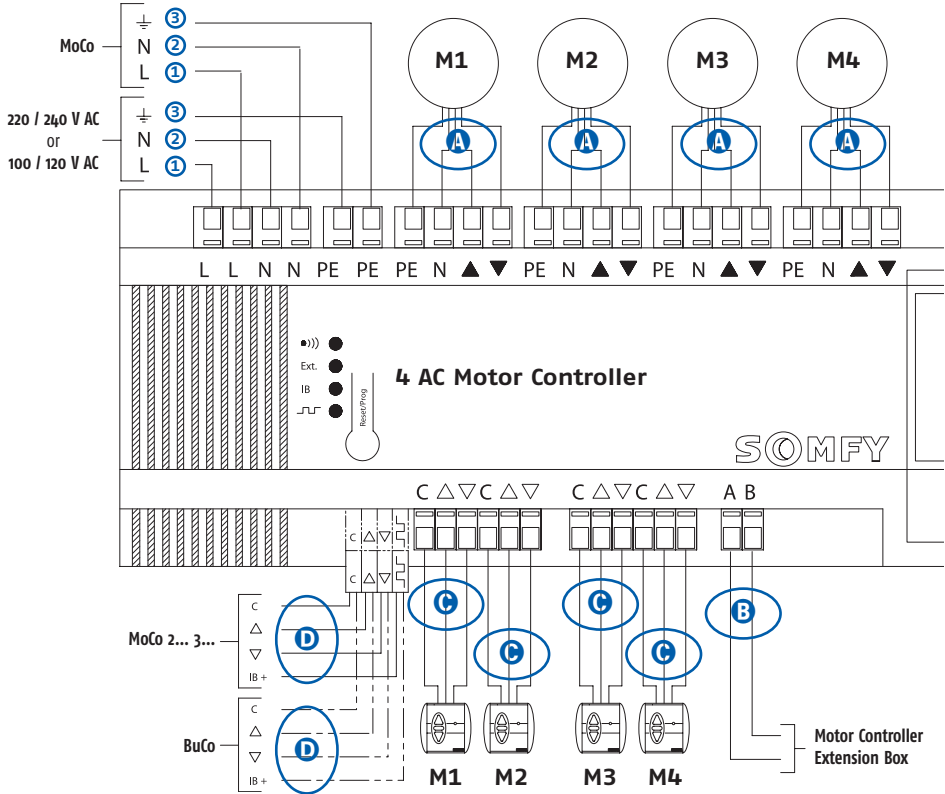 MoCo
③
N ②
L ①
M1 M2 M3 M4
220 / 240 V AC
or
100 / 120 V AC
③
N ②
L ①
A A A A
L L N N PE PE PE N ▲ ▼ PE N ▲ ▼ PE N ▲ ▼ PE N ▲ ▼
Ext.
IB
Reset/Prog
4 AC Motor Controller
SOMFY
C △ ▽ C △ ▽ C △ ▽ C △ ▽ A B
C △ ▽
C △ ▽
MoCo 2... 3...
C
△
▽
IB +
D
BuCo
C
△
▽
IB +
D
C C C C
B
M1 M2 M3 M4
Motor Controller
Extension Box